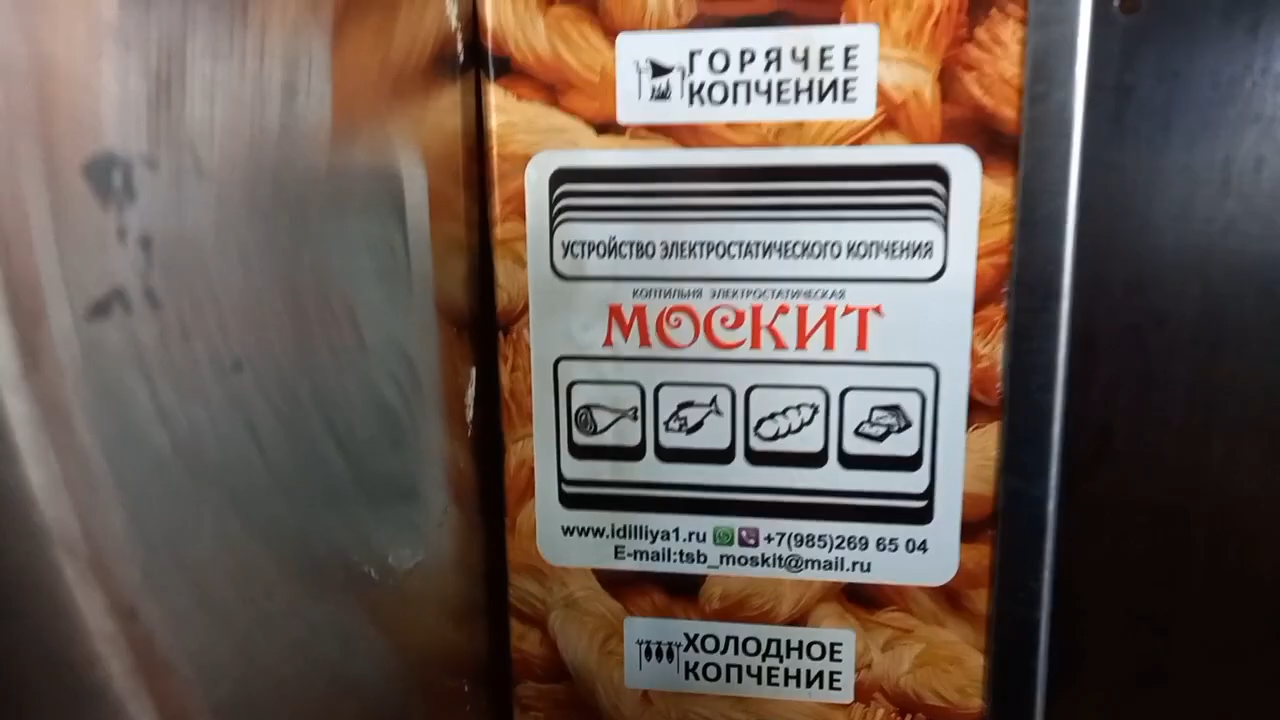 ГОРЯЧЕЕ
КОПЧЕНИЕ
УСТРОЙСТВО ЭЛЕКТРОСТАТИЧЕСКОГО КОПЧЕНИЯ
КОПТИЛЬНЯ ЭЛЕКТРОСТАТИЧЕСКАЯ
МОСКИТ
www.idilliya1.ru +7(985)269 65 04
E-mail:tsb_moskit@mail.ru
ХОЛОДНОЕ
КОПЧЕНИЕ